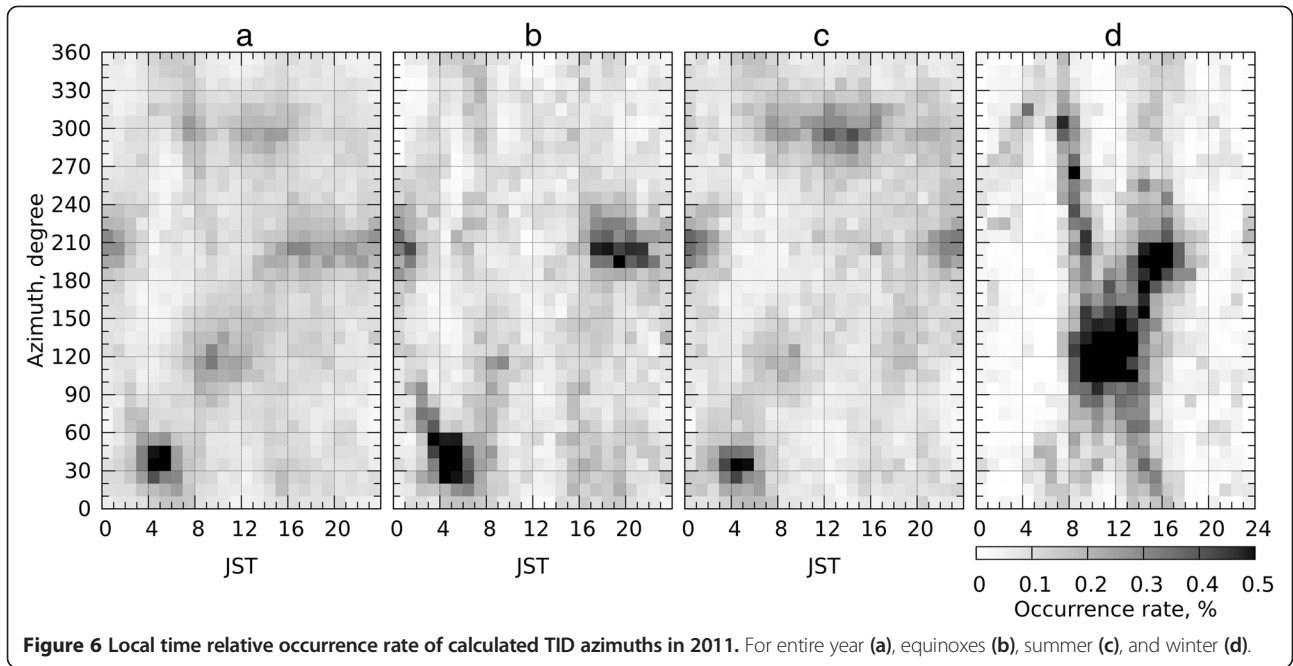 a b c d
360
330
300
270
240
210
180
150
120
90
60
30
0
Azimuth, degree
0 4 8 12 16 20 0 4 8 12 16 20 0 4 8 12 16 20 0 4 8 12 16 20 24
JST JST JST
0 0.1 0.2 0.3 0.4 0.5
Occurrence rate, %
Figure 6 Local time relative occurrence rate of calculated TID azimuths in 2011. For entire year (a), equinoxes (b), summer (c), and winter (d).